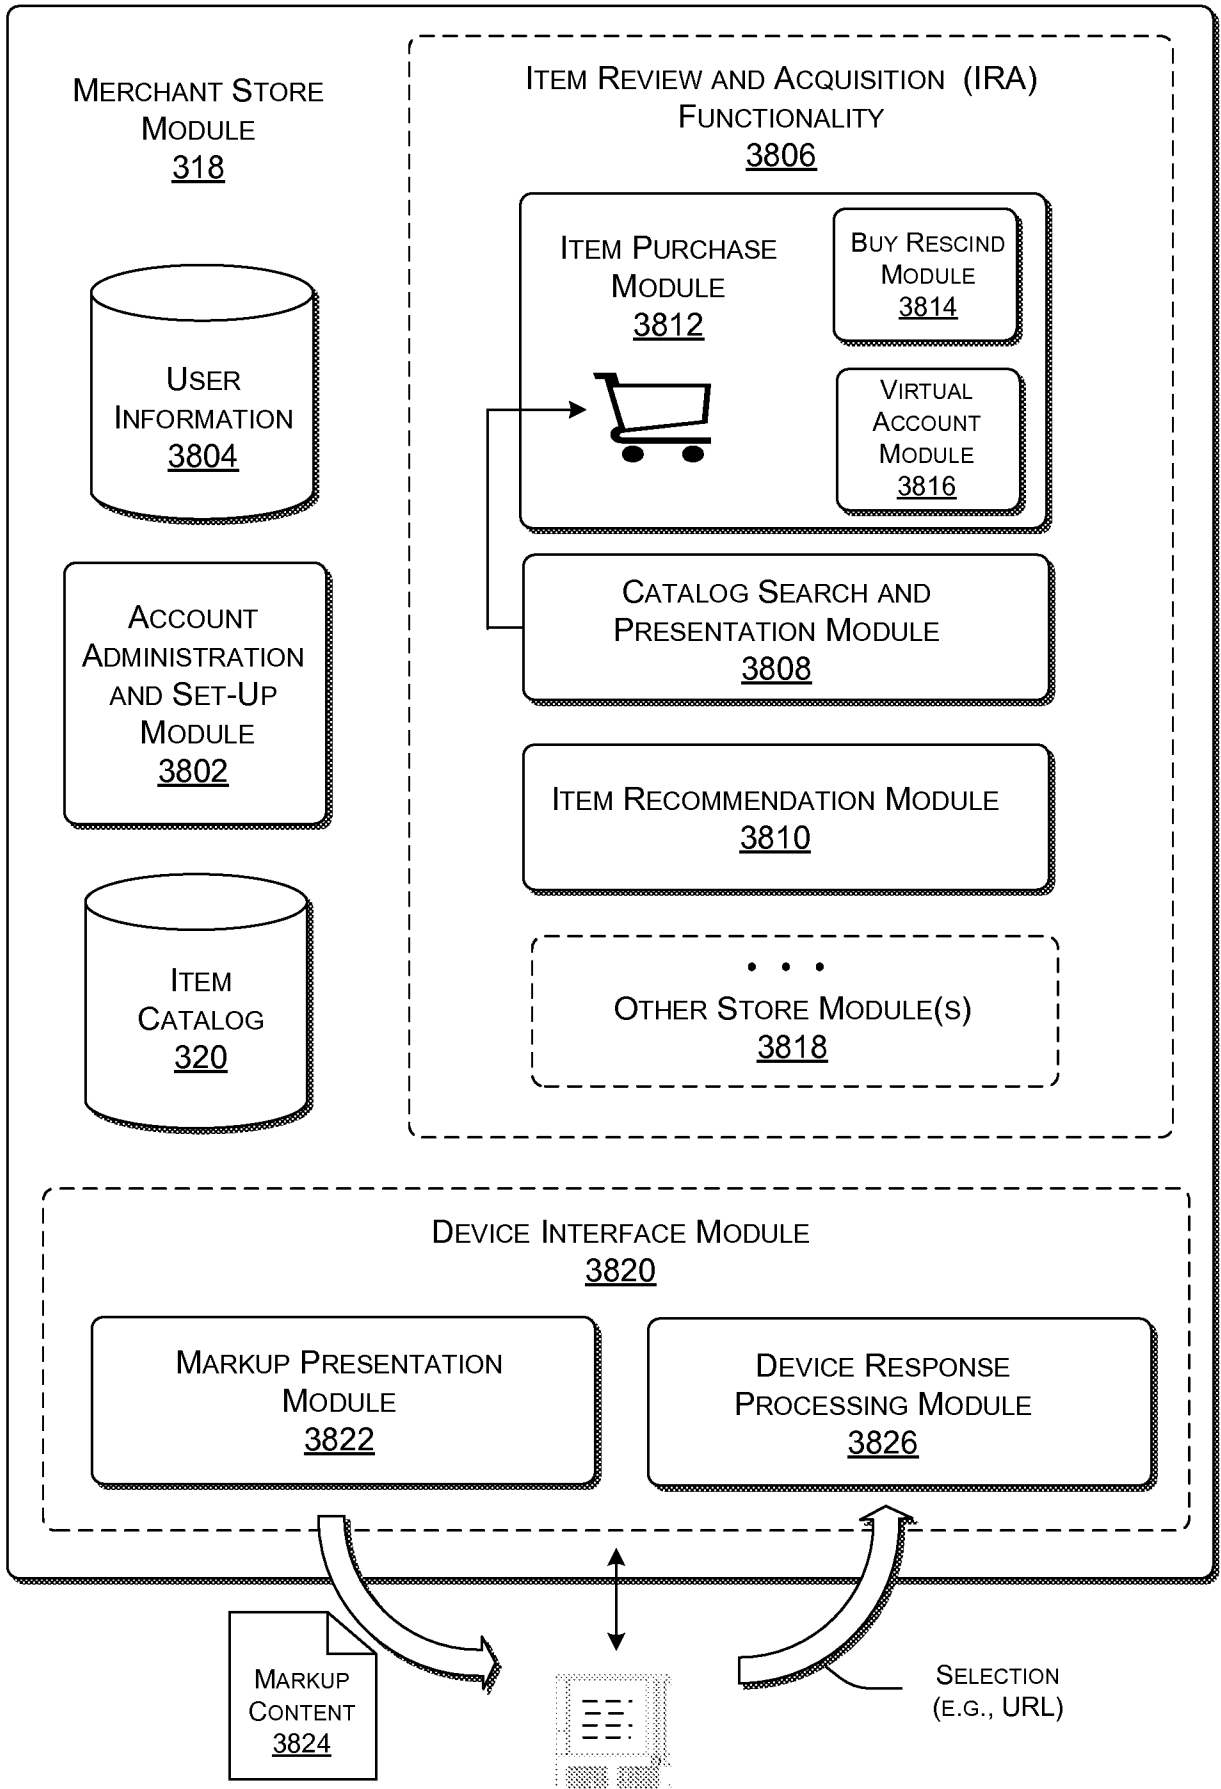 MERCHANT STORE
MODULE
318
ITEM REVIEW AND ACQUISITION (IRA)
FUNCTIONALITY
3806
ITEM PURCHASE
MODULE
3812
BUY RESCIND
MODULE
3814
VIRTUAL
ACCOUNT
MODULE
3816
USER
INFORMATION
3804
CATALOG SEARCH AND
PRESENTATION MODULE
3808
ACCOUNT
ADMINISTRATION
AND SET-UP
MODULE
3802
ITEM RECOMMENDATION MODULE
3810
ITEM
CATALOG
320
• • •
OTHER STORE MODULE(S)
3818
DEVICE INTERFACE MODULE
3820
MARKUP PRESENTATION
MODULE
3822
DEVICE RESPONSE
PROCESSING MODULE
3826
MARKUP
CONTENT
3824
SELECTION
(E.G., URL)